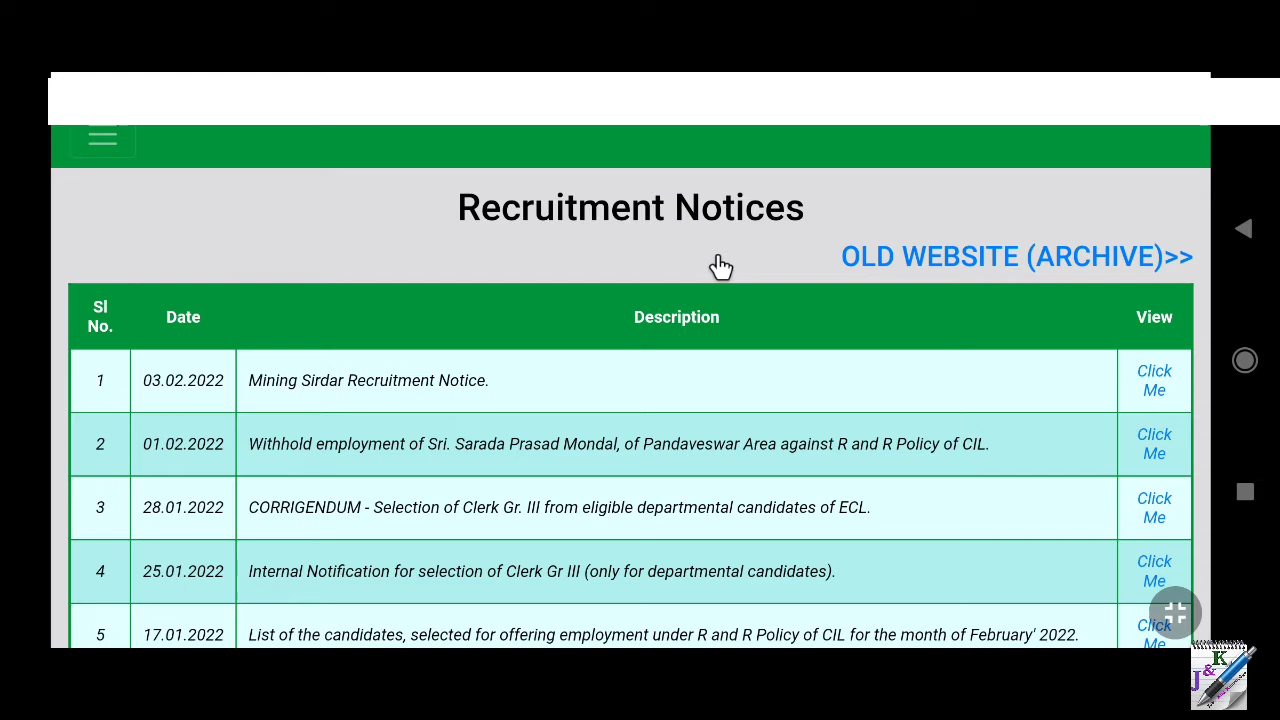 Recruitment Notices
OLD WEBSITE (ARCHIVE)>>
Sl No. Date Description View
1 03.02.2022 Mining Sirdar Recruitment Notice. Click Me
2 01.02.2022 Withhold employment of Sri. Sarada Prasad Mondal, of Pandaveswar Area against R and R Policy of CIL. Click Me
3 28.01.2022 CORRIGENDUM - Selection of Clerk Gr. III from eligible departmental candidates of ECL. Click Me
4 25.01.2022 Internal Notification for selection of Clerk Gr III (only for departmental candidates). Click Me
5 17.01.2022 List of the candidates, selected for offering employment under R and R Policy of CIL for the month of February' 2022. Click Me
J&K